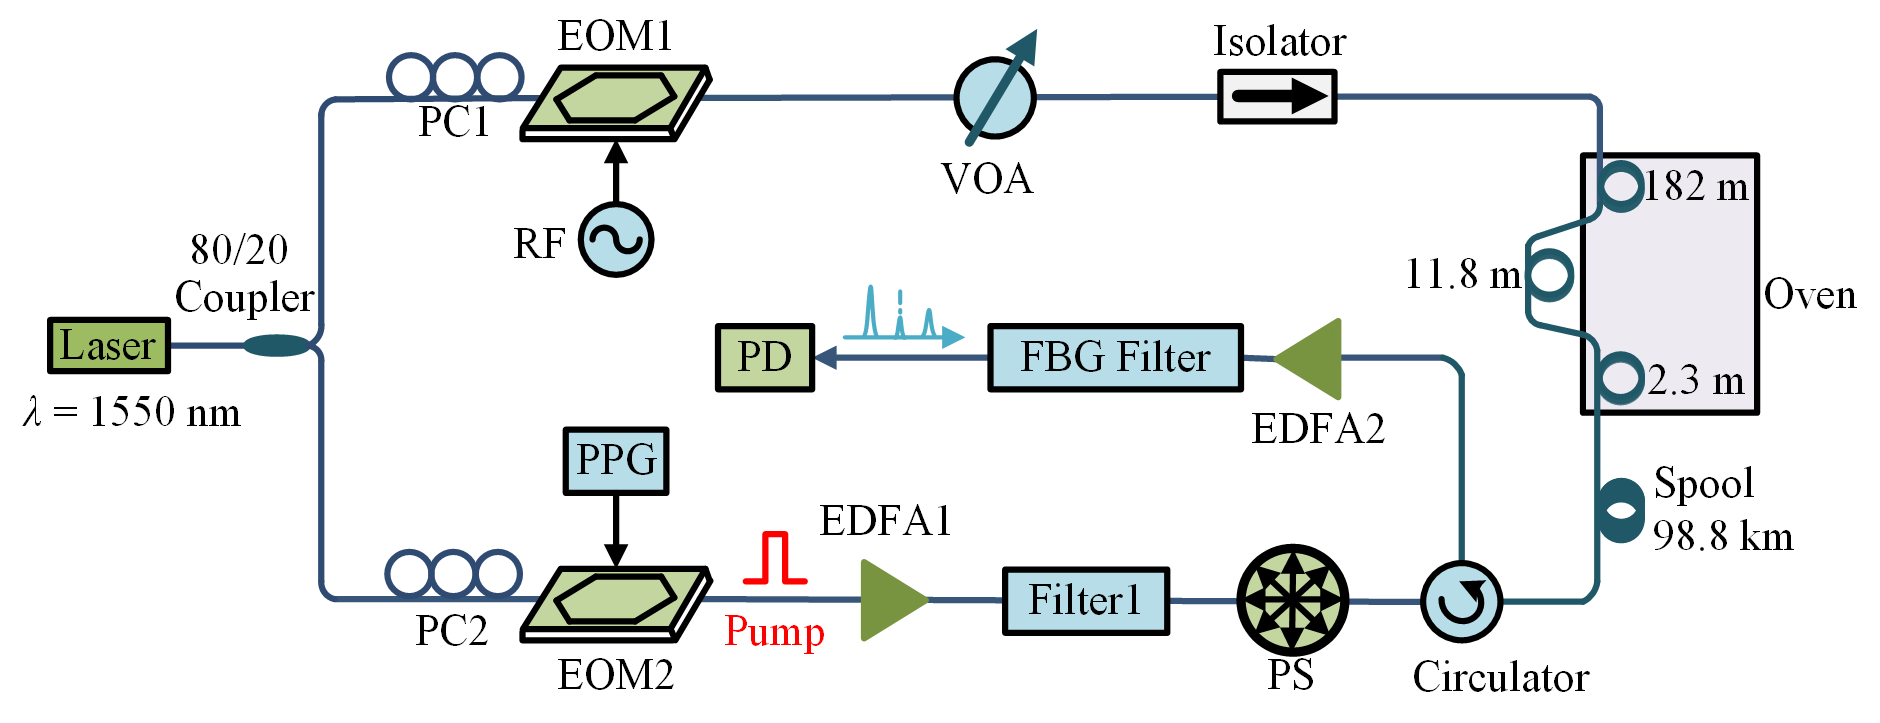 EOM1
Isolator
PC1
VOA
182 m
RF
80/20
Coupler
11.8 m
Oven
Laser
PD
FBG Filter
2.3 m
λ = 1550 nm
EDFA2
PPG
Spool
98.8 km
EDFA1
Filter1
PC2
Pump
EOM2
PS
Circulator